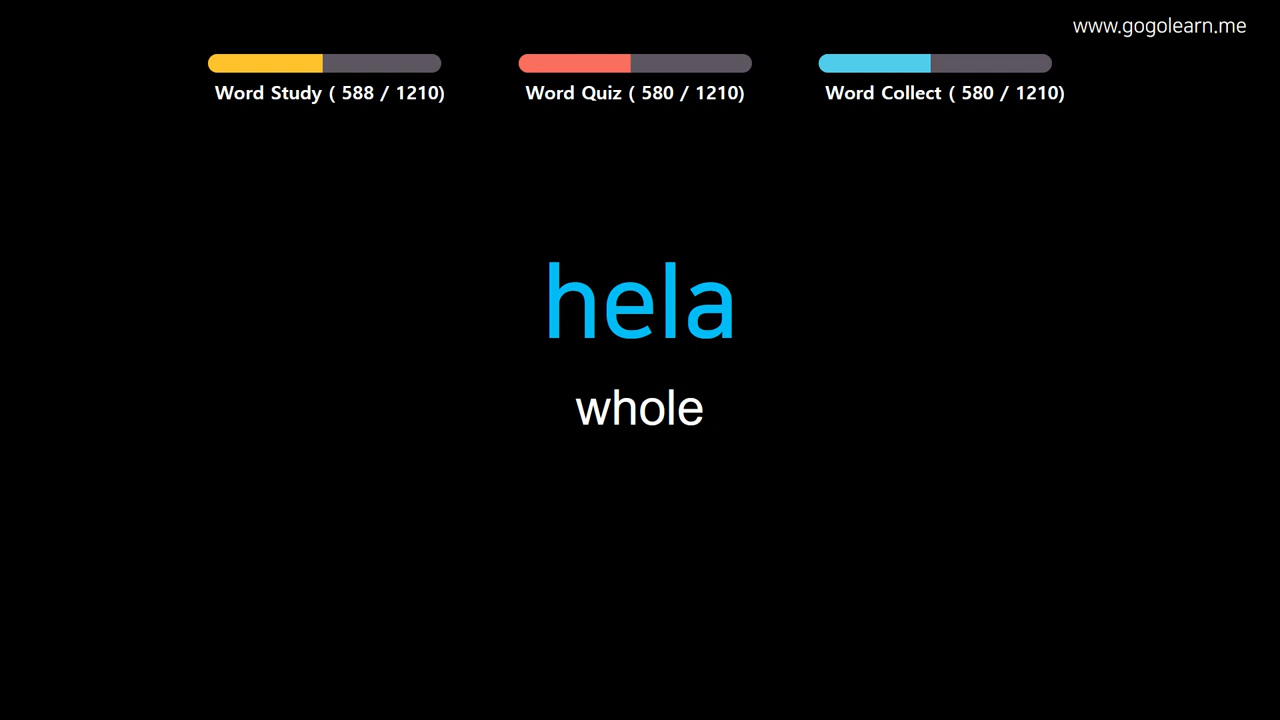 www.gogolearn.me
Word Study ( 588 / 1210)
Word Quiz ( 580 / 1210)
Word Collect ( 580 / 1210)
hela
whole